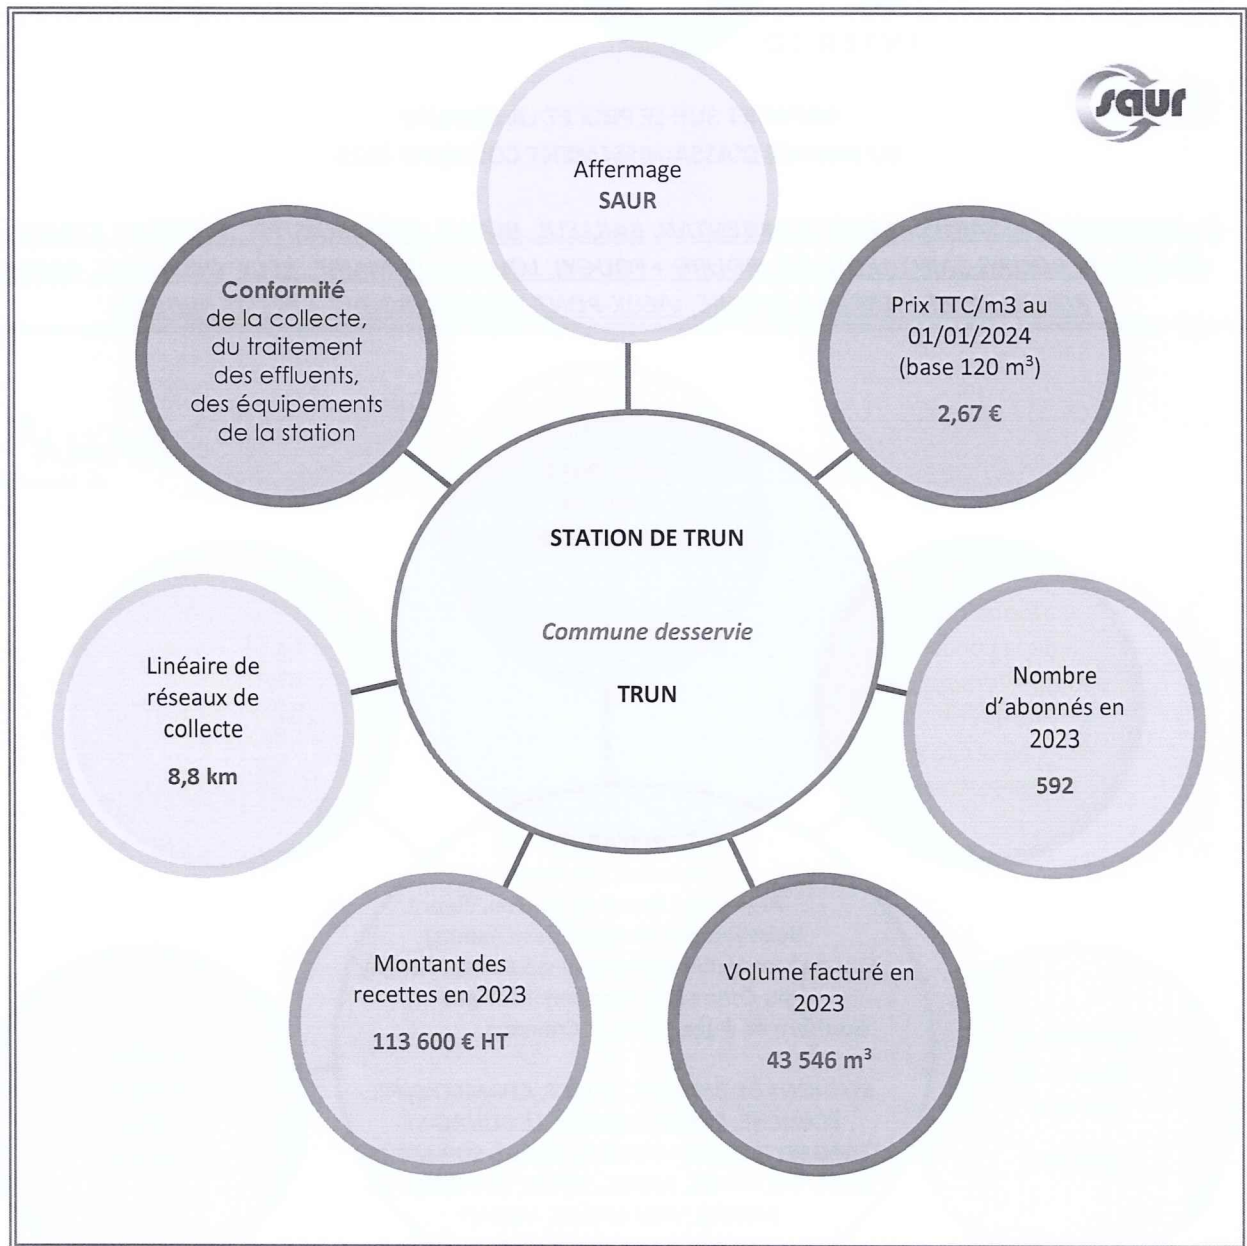 saur
Affermage
SAUR
Conformité
de la collecte,
du traitement
des effluents,
des équipements
de la station
Prix TTC/m3 au
01/01/2024
(base 120 m³)
2,67 €
STATION DE TRUN
Commune desservie
TRUN
Linéaire de
réseaux de
collecte
8,8 km
Nombre
d'abonnés en
2023
592
Montant des
recettes en 2023
113 600 € HT
Volume facturé en
2023
43 546 m³